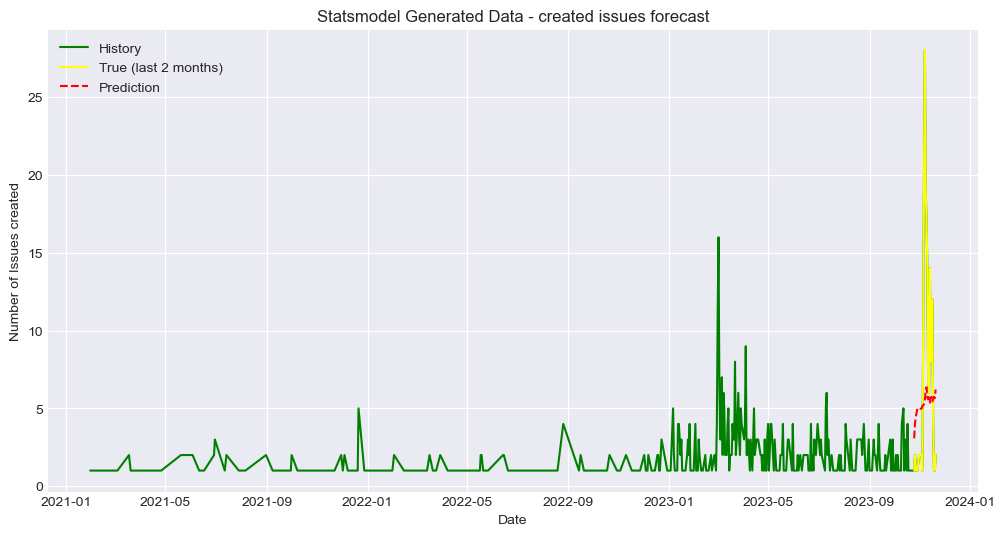 Statsmodel Generated Data - created issues forecast
History
True (last 2 months)
Prediction
Number of Issues created
25
20
15
10
5
0
2021-01 2021-05 2021-09 2022-01 2022-05 2022-09 2023-01 2023-05 2023-09 2024-01
Date